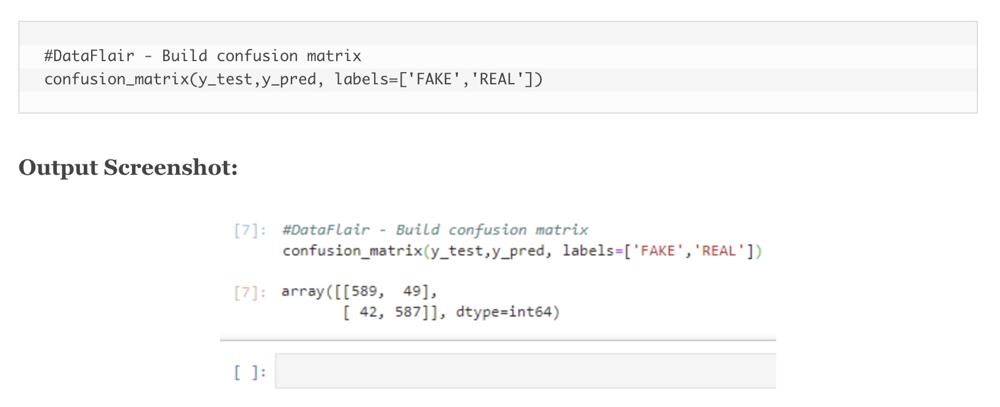 #DataFlair - Build confusion matrix
confusion_matrix(y_test,y_pred, labels=['FAKE','REAL'])
Output Screenshot:
[7]: #DataFlair - Build confusion matrix
confusion_matrix(y_test,y_pred, labels=['FAKE','REAL'])
[7]: array([[589,  49],
[ 42, 587]], dtype=int64)
[ ]: